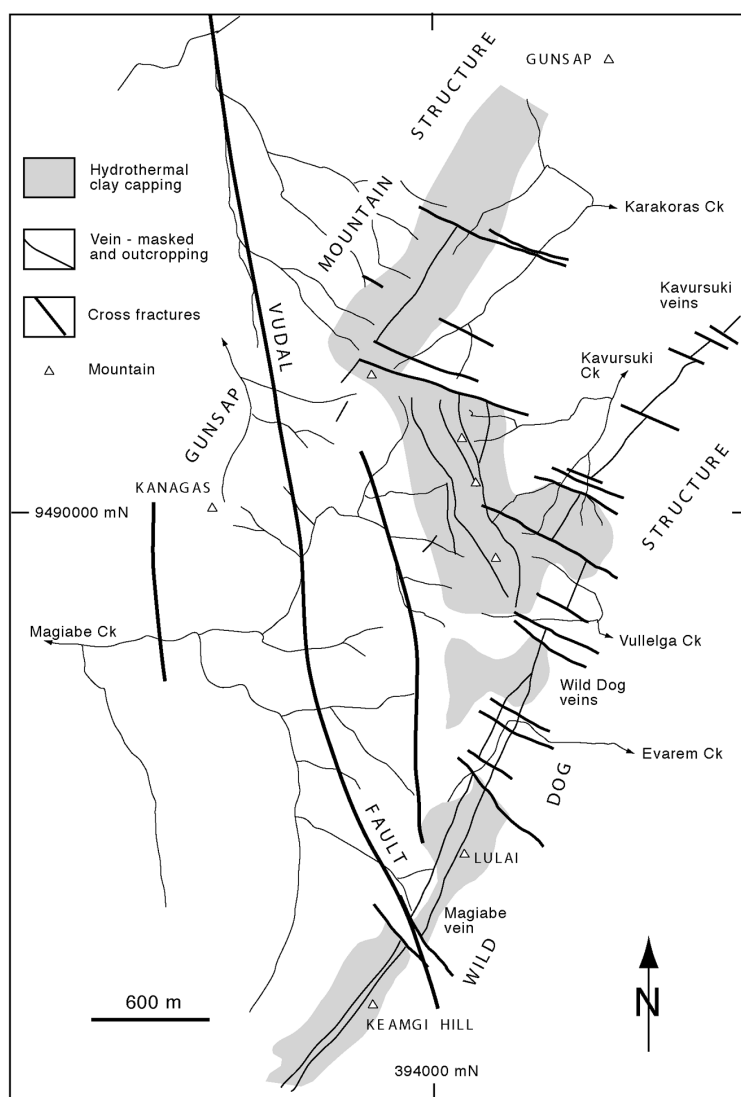 GUNSAP
STRUCTURE
Hydrothermal
clay capping
Karakoras Ck
MOUNTAIN
Vein - masked
and outcropping
Kavursuki
veins
Cross fractures
VUDAL
Kavursuki
Ck
Mountain
GUNSAP
KANAGAS
STRUCTURE
9490000 mN
Magiabe Ck
Vullelga Ck
Wild Dog
veins
Evarem Ck
DOG
FAULT
LULAI
Magiabe
vein
WILD
600 m
N
KEAMGI HILL
394000 mN